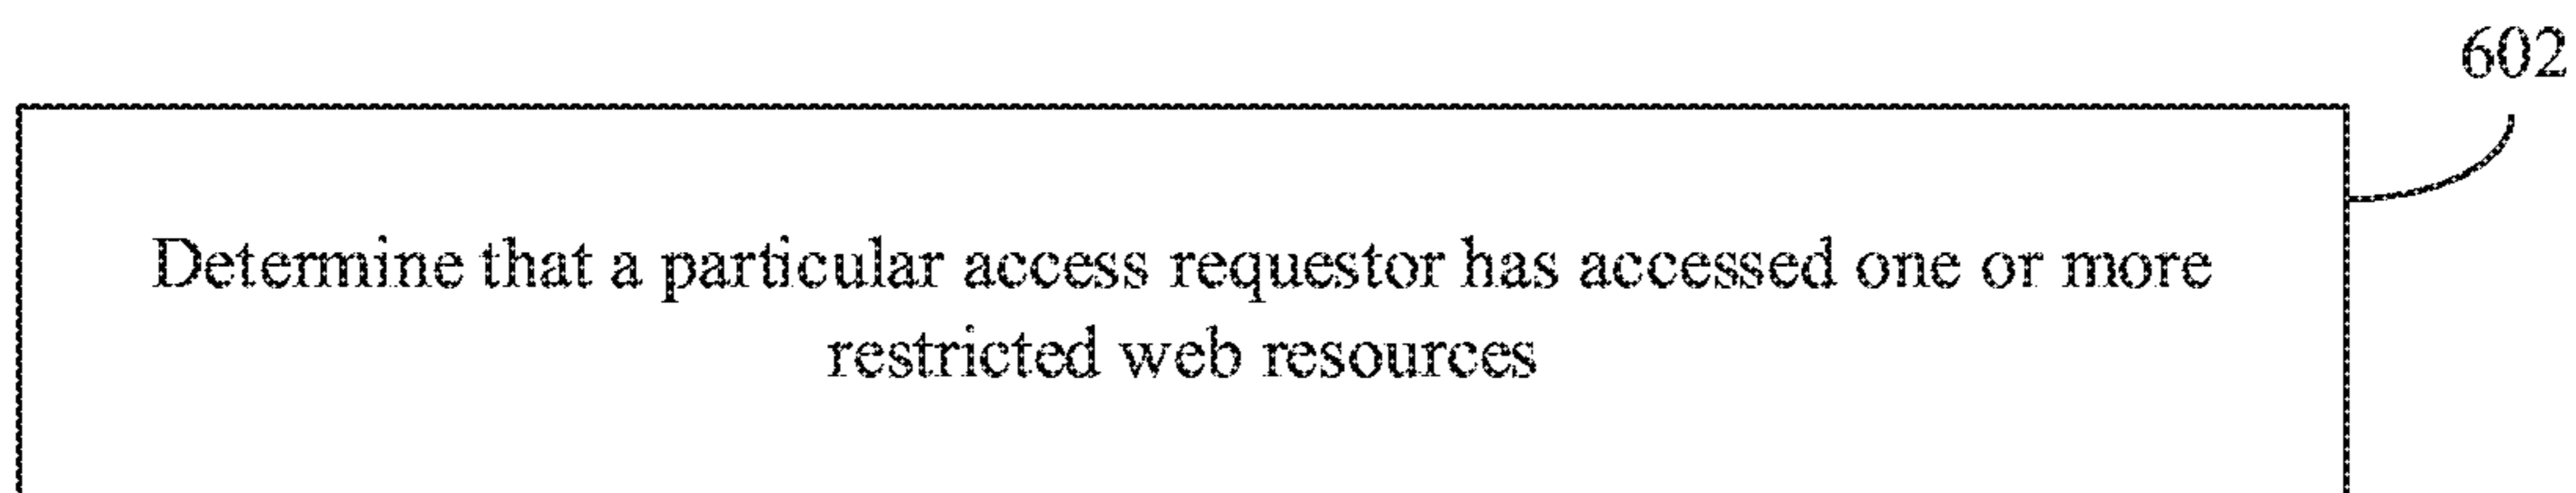 602
Determine that a particular access requestor has accessed one or more
restricted web resources